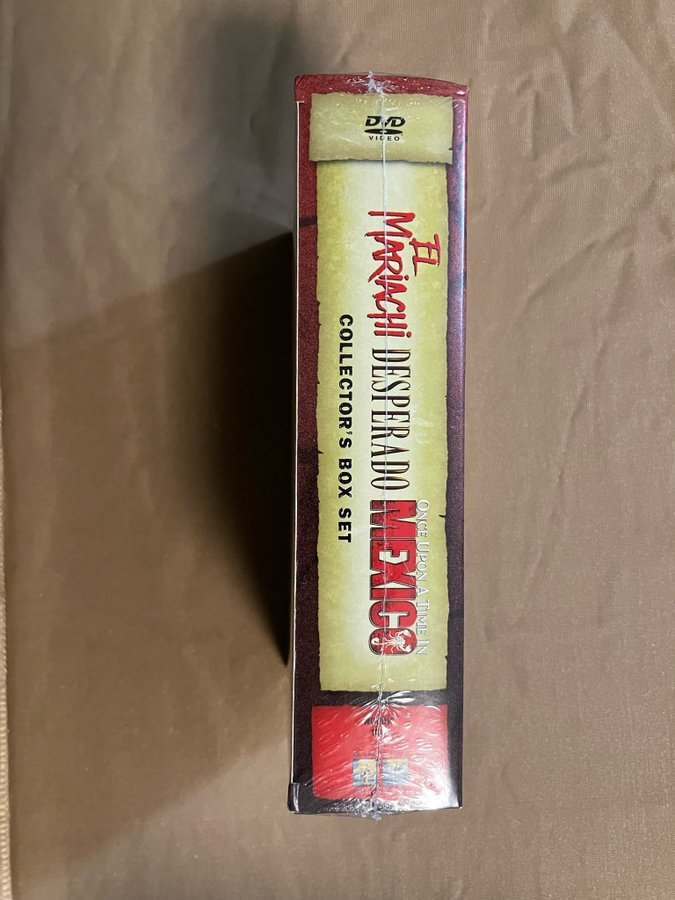 DVD
VIDEO
EL
MARIACHI
DESPERADO
ONCE UPON A TIME IN
MEXICO
COLLECTOR'S BOX SET